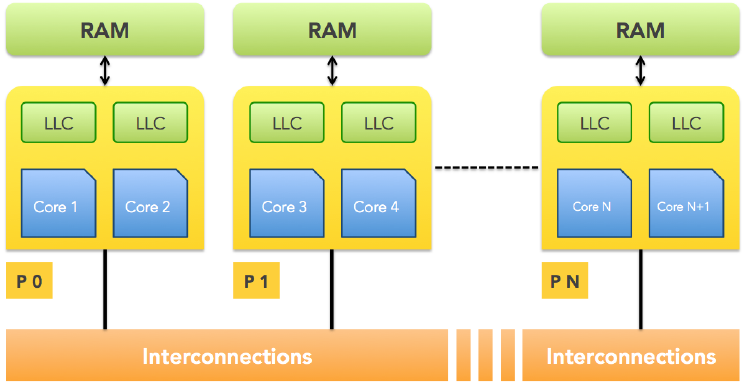 RAM
RAM
RAM
LLC
LLC
LLC
LLC
LLC
LLC
Core 1
Core 2
Core 3
Core 4
Core N
Core N+1
P 0
P 1
P N
Interconnections
Interconnections